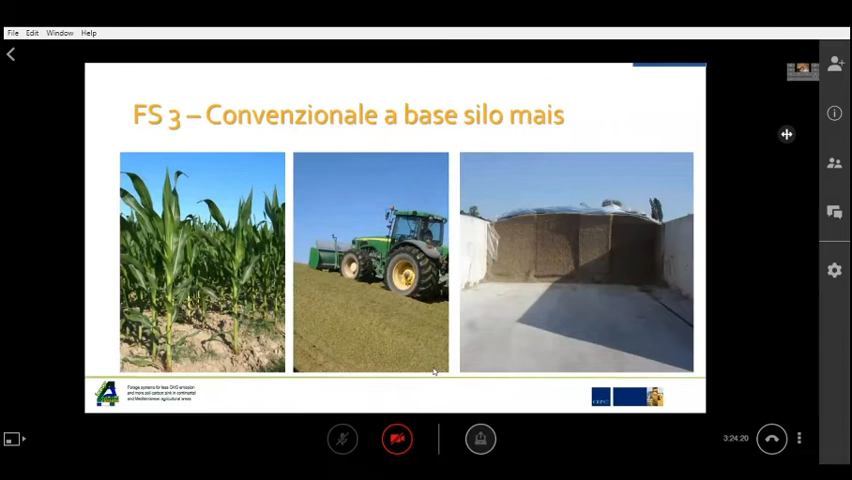 File Edit Window Help
FS 3 – Convenzionale a base silo mais
Forage systems for less GHG emission
and more soil carbon sink in continental
and Mediterranean agricultural areas
3:24:20